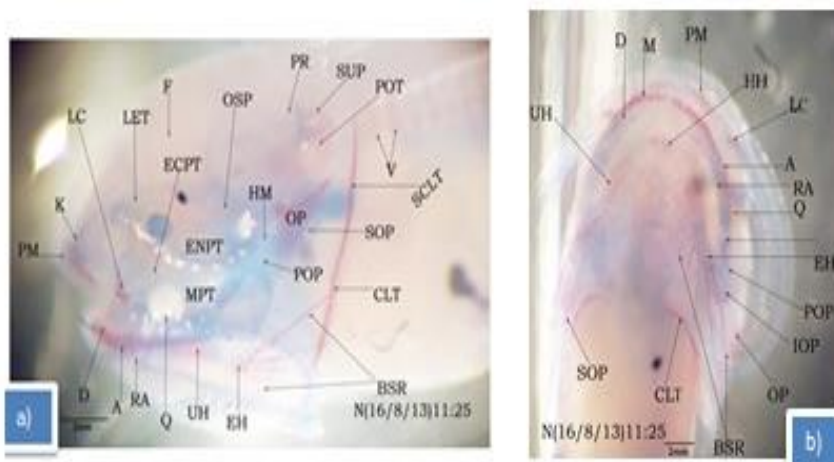 PR
SUP
POT
F
OSP
LC
LET
ECPT
V
SCLT
K
HM
OP
SOP
PM
ENPT
POP
MPT
CLT
D
A
RA
Q
UH
EH
BSR
N(16/8/13)11:25
a)
D
M
PM
HH
LC
UH
A
RA
Q
EH
POP
IOP
SOP
CLT
OP
N(16/8/13)11:25
2mm
BSR
b)